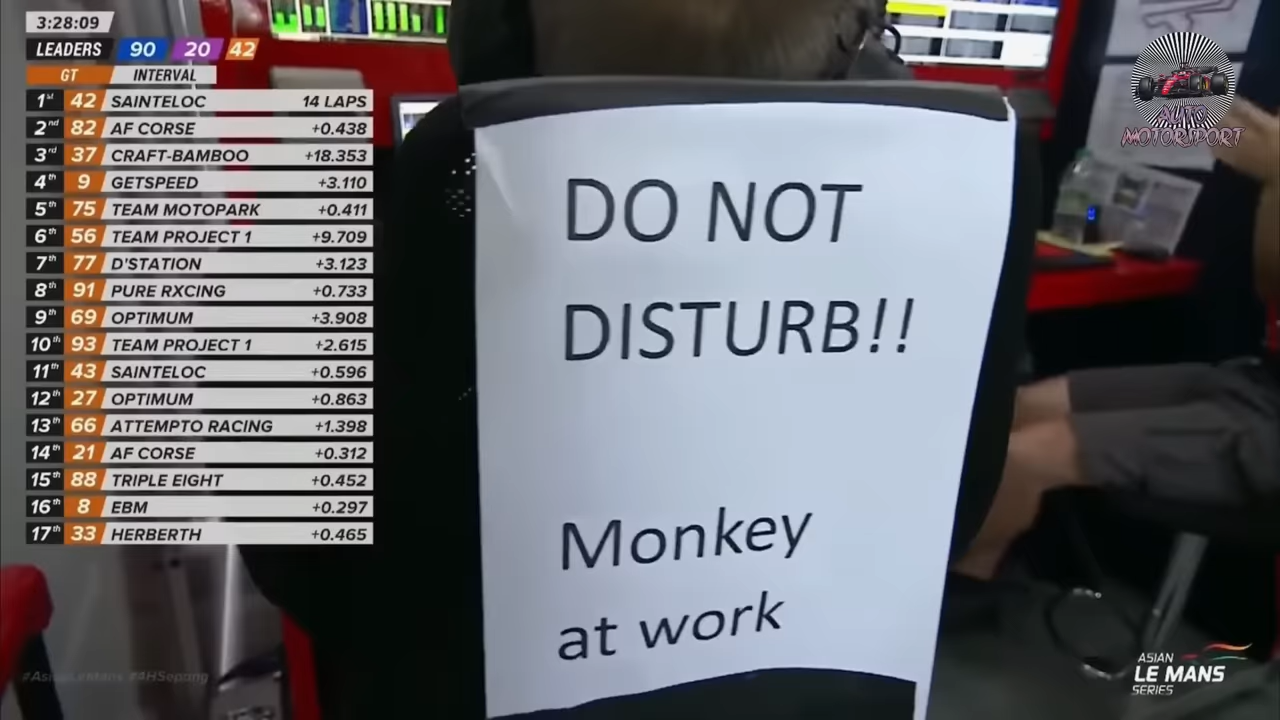 3:28:09
LEADERS 90 20 42
GT INTERVAL
1st 42 SAINTELOC 14 LAPS
2nd 82 AF CORSE +0.438
3rd 37 CRAFT-BAMBOO +18.353
4th 9 GETSPEED +3.110
5th 75 TEAM MOTOPARK +0.411
6th 56 TEAM PROJECT 1 +9.709
7th 77 D'STATION +3.123
8th 91 PURE RXCING +0.733
9th 69 OPTIMUM +3.908
10th 93 TEAM PROJECT 1 +2.615
11th 43 SAINTELOC +0.596
12th 27 OPTIMUM +0.863
13th 66 ATTEMPTO RACING +1.398
14th 21 AF CORSE +0.312
15th 88 TRIPLE EIGHT +0.452
16th 8 EBM +0.297
17th 33 HERBERTH +0.465
DO NOT
DISTURB!!
Monkey
at work
MOTORSPORT
#AsianLeMans #4HSepang
ASIAN
LE MANS
SERIES